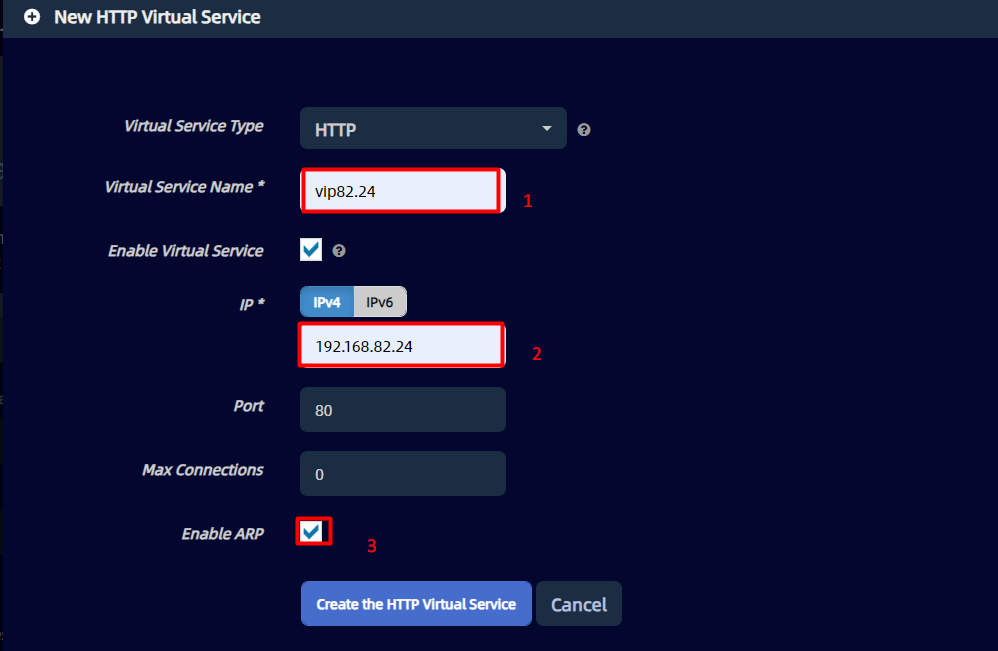 New HTTP Virtual Service
Virtual Service Type
HTTP
Virtual Service Name *
vip82.24
1
Enable Virtual Service
IP *
IPv4 IPv6
192.168.82.24
2
Port
80
Max Connections
0
Enable ARP
3
Create the HTTP Virtual Service
Cancel